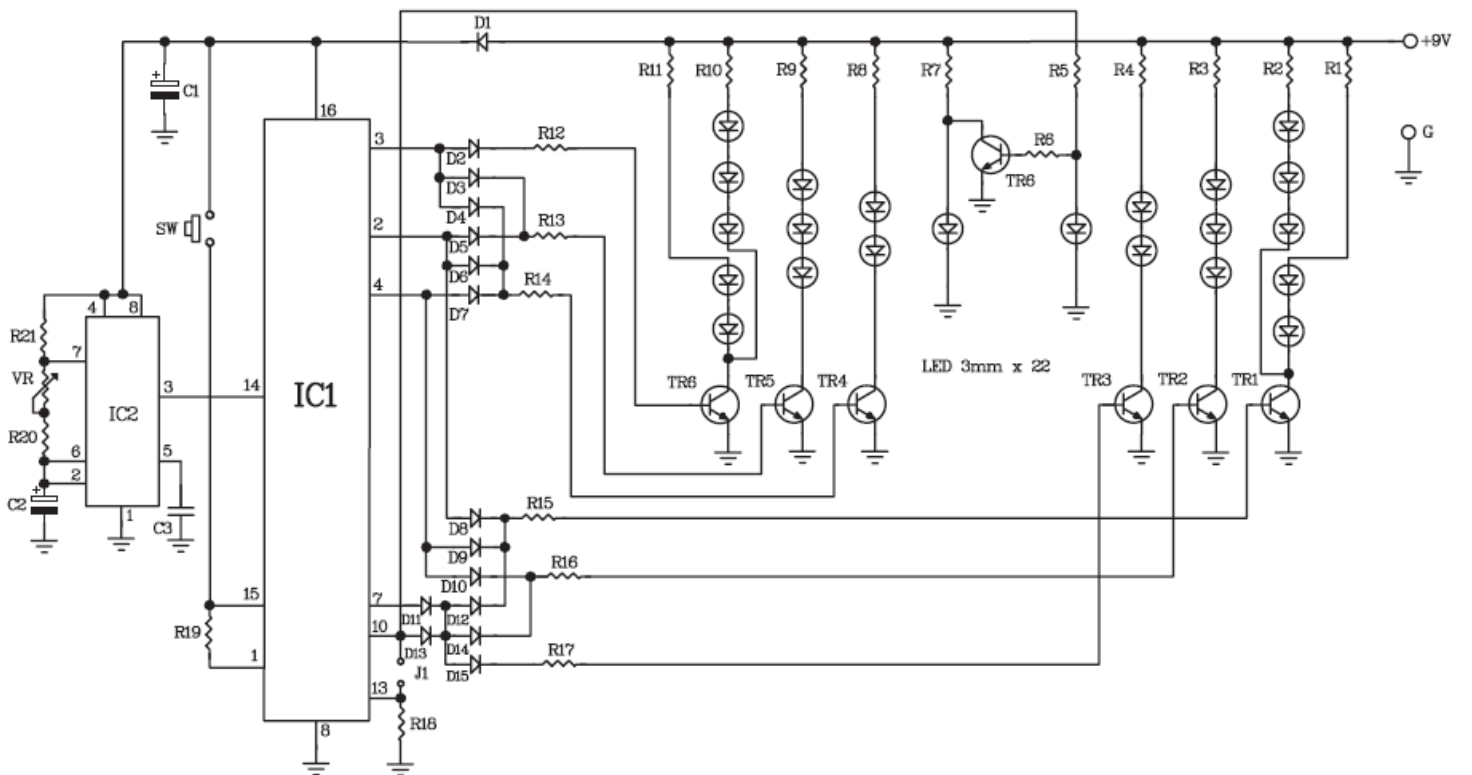 D1
+9V
R11
R10
R9
R8
R7
R5
R4
R3
R2
R1
+
C1
16
3
R12
G
D2
R6
TR6
D3
D4
SW
2
R13
D5
D6
4
R14
D7
4
8
R21
7
LED 3mm x 22
VR
3
14
IC1
TR6
TR5
TR4
TR3
TR2
TR1
IC2
R20
6
5
2
+
C2
C3
1
R15
D8
D9
R16
D10
15
7
D11
D12
R19
10
D13
D14
R17
1
J1
D15
13
R18
8